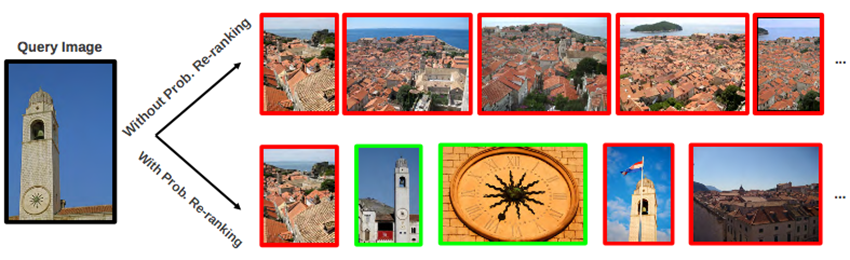 Query Image
Without Prob. Re-ranking
...
With Prob. Re-ranking
...